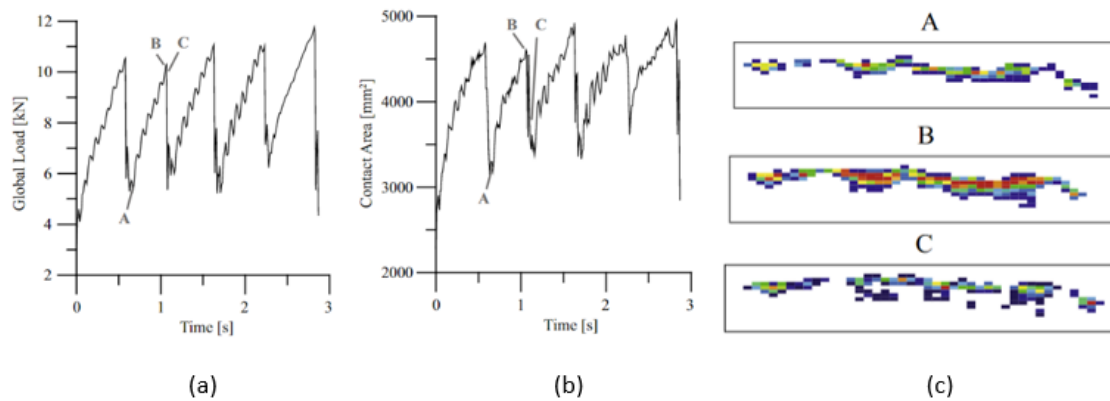 12
10
8
6
4
2
Global Load [kN]
B
C
A
0
1
2
3
Time [s]
(a)
5000
4000
3000
2000
Contact Area [mm²]
B
C
A
0
1
2
3
Time [s]
(b)
A
B
C
(c)